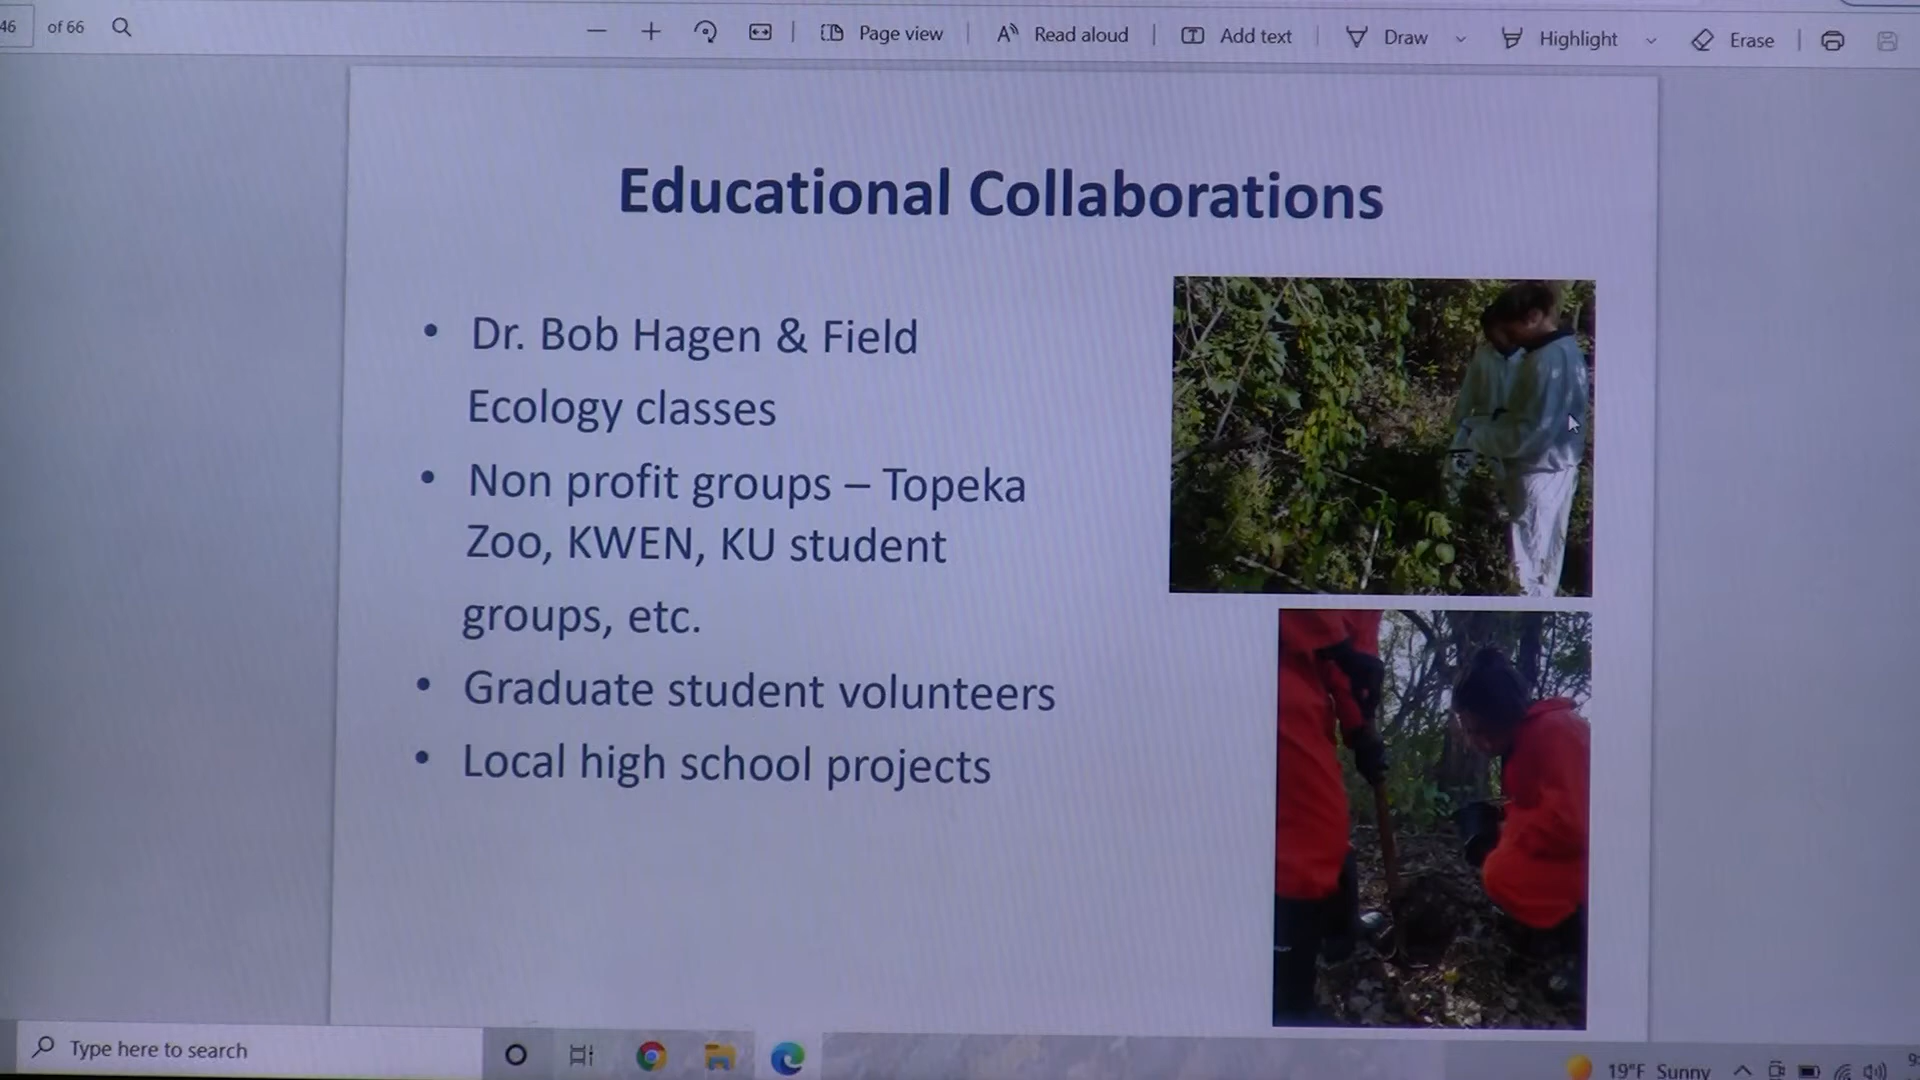 46 of 66
Page view
Read aloud
Add text
Draw
Highlight
Erase
Educational Collaborations
• Dr. Bob Hagen & Field
Ecology classes
• Non profit groups – Topeka
Zoo, KWEN, KU student
groups, etc.
• Graduate student volunteers
• Local high school projects
Type here to search
19°F Sunny